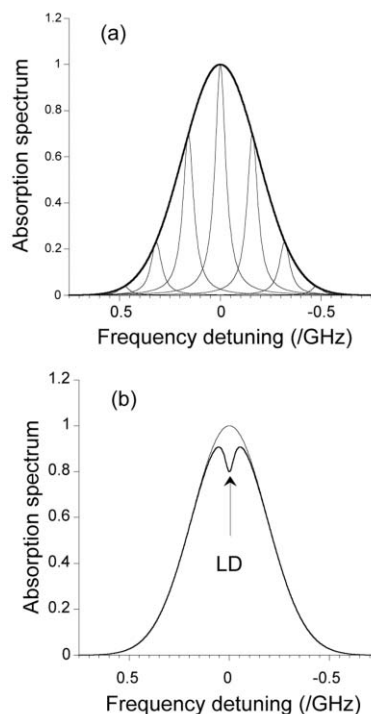 (a)
Absorption spectrum
1.2
1
0.8
0.6
0.4
0.2
0
0.5 0 -0.5
Frequency detuning (/GHz)
(b)
Absorption spectrum
1.2
1
0.8
0.6
0.4
0.2
0
LD
0.5 0 -0.5
Frequency detuning (/GHz)